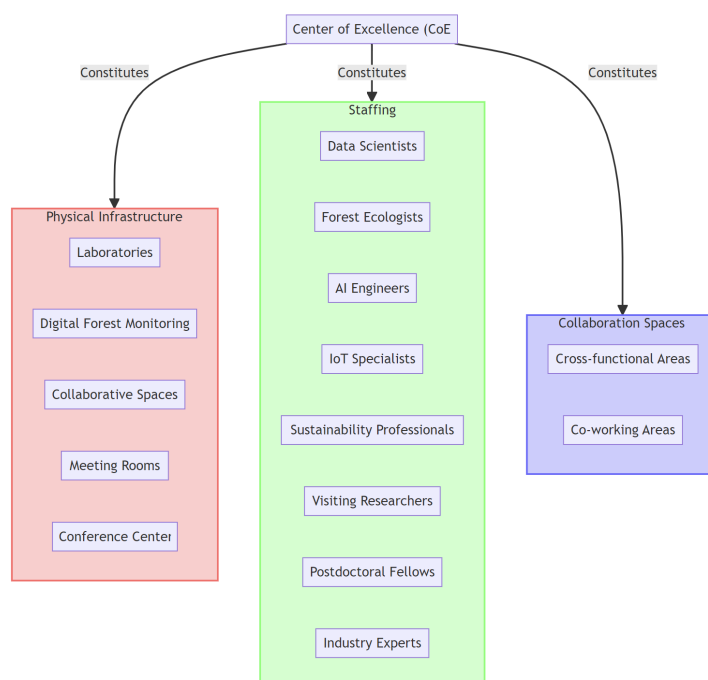 Center of Excellence (CoE
Constitutes
Constitutes
Constitutes
Staffing
Data Scientists
Forest Ecologists
AI Engineers
IoT Specialists
Sustainability Professionals
Visiting Researchers
Postdoctoral Fellows
Industry Experts
Physical Infrastructure
Laboratories
Digital Forest Monitoring
Collaborative Spaces
Meeting Rooms
Conference Center
Collaboration Spaces
Cross-functional Areas
Co-working Areas